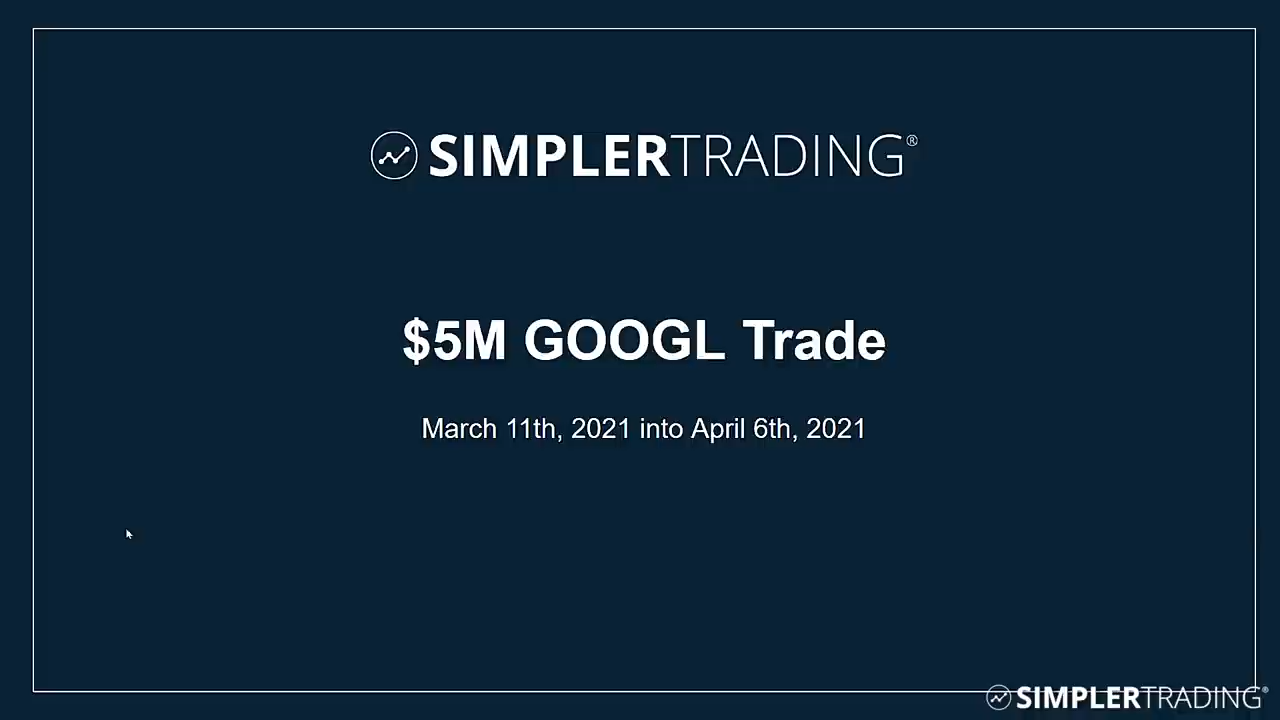 SIMPLERTRADING®
$5M GOOGL Trade
March 11th, 2021 into April 6th, 2021
SIMPLERTRADING®